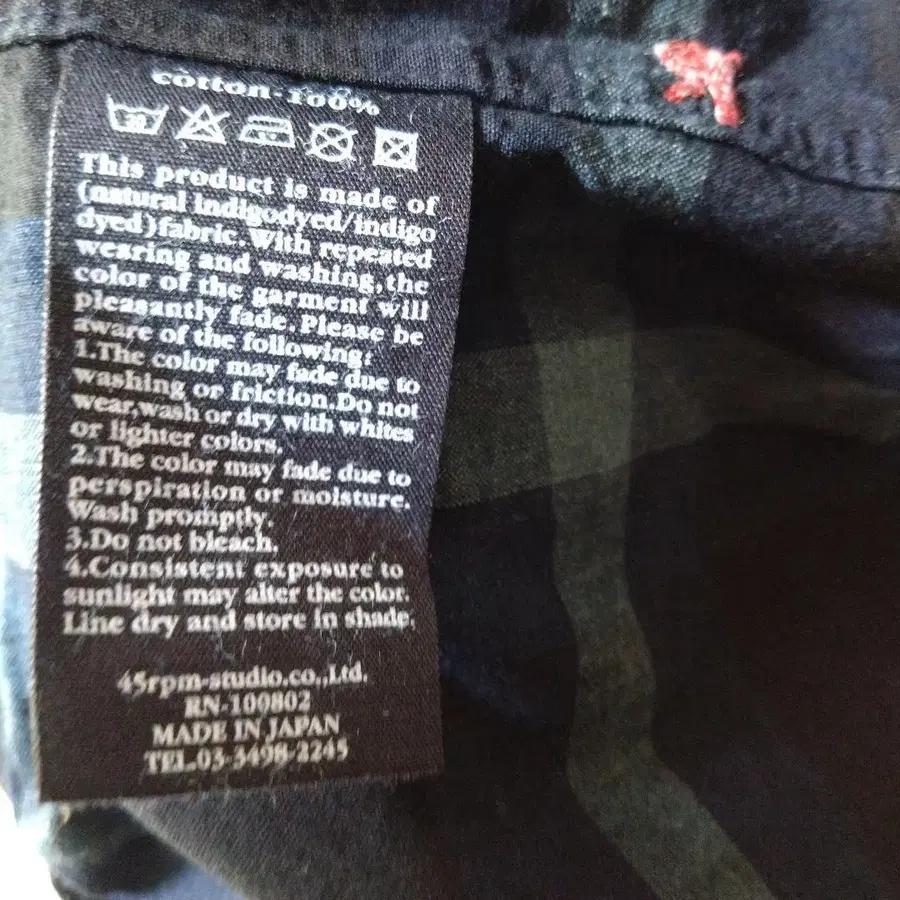 cotton-100%
This product is made of
(natural indigodyed/indigo
dyed)fabric.With repeated
wearing and washing,the
color of the garment will
pleasantly fade.Please be
aware of the following:
1.The color may fade due to
washing or friction.Do not
wear,wash or dry with whites
or lighter colors.
2.The color may fade due to
perspiration or moisture.
Wash promptly.
3.Do not bleach.
4.Consistent exposure to
sunlight may alter the color.
Line dry and store in shade.
45rpm-studio.co.,Ltd.
RN-100802
MADE IN JAPAN
TEL.03-3498-2245